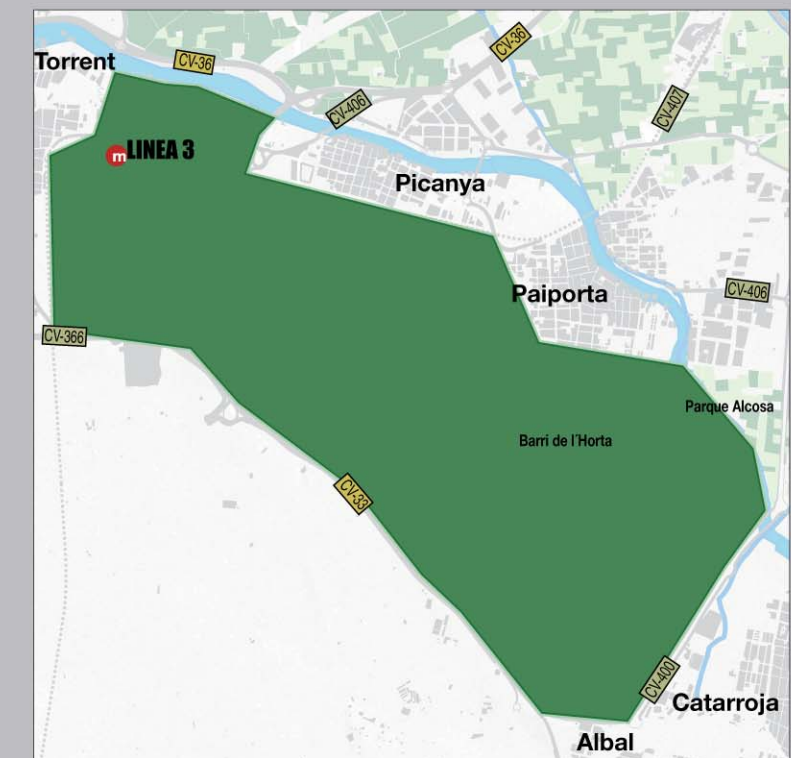 CV-36
Torrent
CV-36
CV-406
CV-407
m LINEA 3
Picanya
Paiporta
CV-406
CV-366
Parque Alcosa
Barri de l´Horta
CV-33
CV-400
Catarroja
Albal